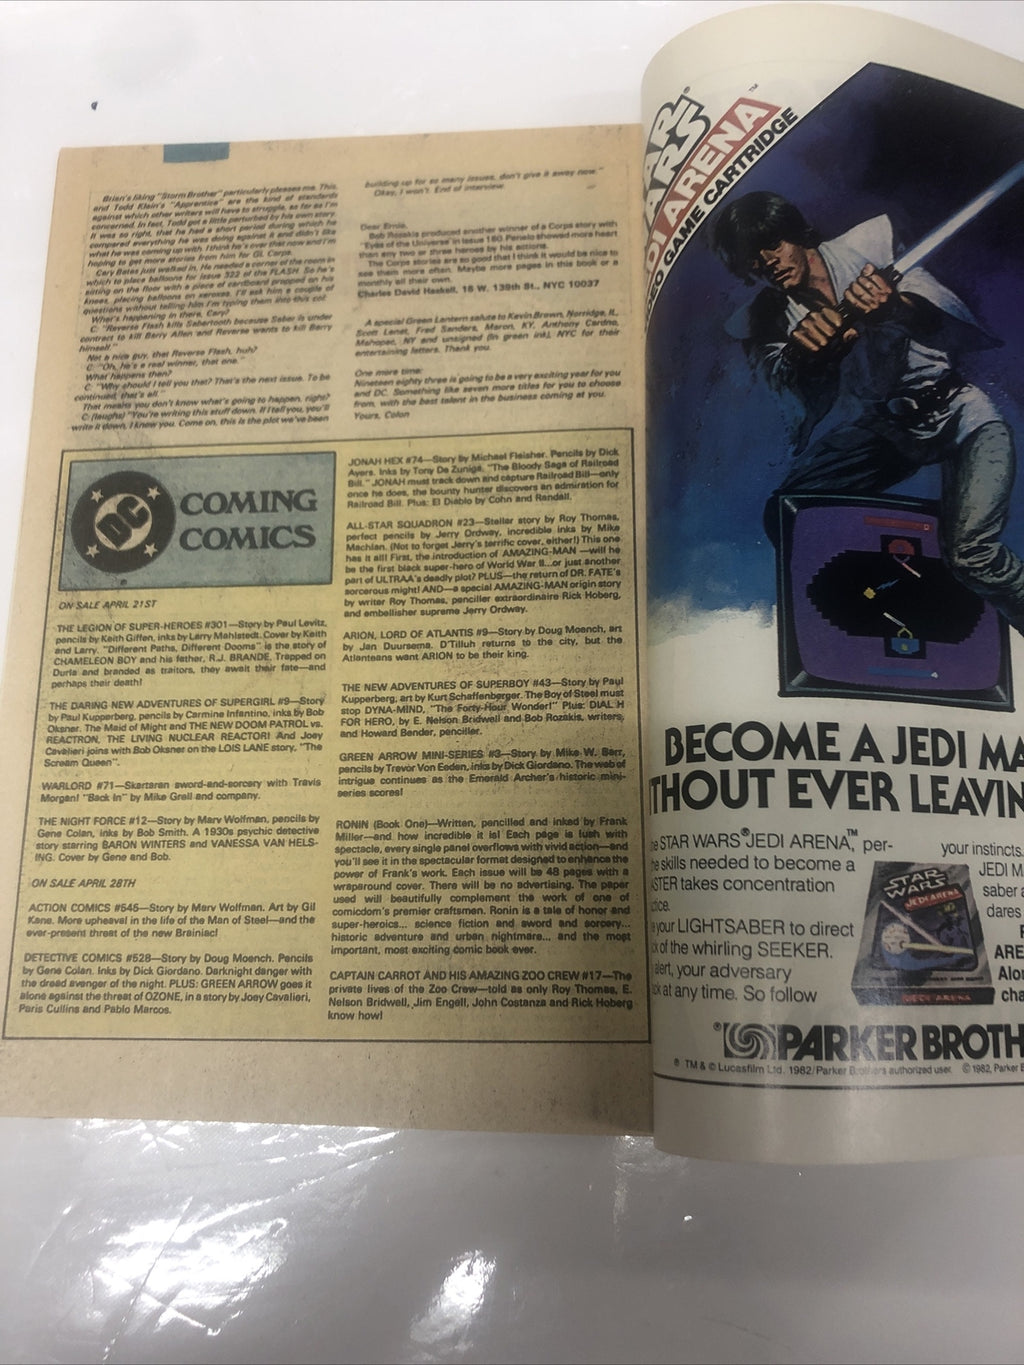 Brian's liking "Storm Brother" particularly pleases me. This,
and Todd Klein's "Apprentice" are the kind of standards
against which other writers will have to struggle, as far as I'm
concerned. In fact, Todd got a little perturbed by his own story.
It was so right, that he had a short period during which he
compared everything he was doing against it and didn't like
what he was coming up with. I think he's over that now and I'm
hoping to get more stories from him for GL Corps.
Cary Bates just walked in. He needed a corner of the room in
which to place balloons for issue 322 of the FLASH. So he's
sitting on the floor with a piece of cardboard propped on his
knees, placing balloons on xeroxes. I'll ask him a couple of
questions without telling him I'm typing them into this col.
What's happening in there, Cary?
C: "Reverse Flash kills Sabertooth because Saber is under
contract to kill Barry Allen and Reverse wants to kill Barry
himself."
Not a nice guy, that Reverse Flash, huh?
C: "Oh, he's a real winner, that one."
What happens then?
C: "Why should I tell you that? That's the next issue. To be
continued, that's all."
That means you don't know what's going to happen, right?
C: (laughs) "You're writing this stuff down. If I tell you, you'll
write it down, I know you. Come on, this is the plot we've been
building up for so many issues, don't give it away now."
Okay, I won't. End of interview.
Dear Ernie,
Bob Rozakis produced another winner of a Corps story with
"Eyes of the Universe" in issue 160. Penelo showed more heart
than any two or three heroes by his actions.
The Corps stories are so good that I think it would be nice to
see them more often. Maybe more pages in this book or a
monthly all their own.
Charles David Haskell, 16 W. 139th St., NYC 10037
A special Green Lantern salute to Kevin Brown, Norridge, IL,
Scott Lenet, Fred Sanders, Maron, KY, Anthony Cardno,
Mahopac, NY and unsigned (in green ink), NYC for their
entertaining letters. Thank you.
One more time:
Nineteen eighty three is going to be a very exciting year for you
and DC. Something like seven more titles for you to choose
from, with the best talent in the business coming at you.
Yours, Colon
DC
COMING
COMICS
ON SALE APRIL 21ST
THE LEGION OF SUPER-HEROES #301—Story by Paul Levitz,
pencils by Keith Giffen, inks by Larry Mahlstedt. Cover by Keith
and Larry. "Different Paths, Different Dooms" is the story of
CHAMELEON BOY and his father, R.J. BRANDE. Trapped on
Durla and branded as traitors, they await their fate—and
perhaps their death!
THE DARING NEW ADVENTURES OF SUPERGIRL #9—Story
by Paul Kupperberg, pencils by Carmine Infantino, inks by Bob
Oksner. The Maid of Might and THE NEW DOOM PATROL vs.
REACTRON, THE LIVING NUCLEAR REACTOR! And Joey
Cavalieri joins with Bob Oksner on the LOIS LANE story, "The
Scream Queen".
WARLORD #71—Skartaran sword-and-sorcery with Travis
Morgan! "Back In" by Mike Grell and company.
THE NIGHT FORCE #12—Story by Marv Wolfman, pencils by
Gene Colan, inks by Bob Smith. A 1930s psychic detective
story starring BARON WINTERS and VANESSA VAN HELS-
ING. Cover by Gene and Bob.
ON SALE APRIL 28TH
ACTION COMICS #545—Story by Marv Wolfman. Art by Gil
Kane. More upheaval in the life of the Man of Steel—and the
ever-present threat of the new Brainiac!
DETECTIVE COMICS #528—Story by Doug Moench. Pencils
by Gene Colan. Inks by Dick Giordano. Darknight danger with
the dread avenger of the night. PLUS: GREEN ARROW goes it
alone against the threat of OZONE, in a story by Joey Cavalieri,
Paris Cullins and Pablo Marcos.
JONAH HEX #74—Story by Michael Fleisher. Pencils by Dick
Ayers. Inks by Tony De Zuniga. "The Bloody Saga of Railroad
Bill." JONAH must track down and capture Railroad Bill—only
once he does, the bounty hunter discovers an admiration for
Railroad Bill. Plus: El Diablo by Cohn and Randall.
ALL-STAR SQUADRON #23—Stellar story by Roy Thomas,
perfect pencils by Jerry Ordway, incredible inks by Mike
Machlan. (Not to forget Jerry's terrific cover, either!) This one
has it all! First, the introduction of AMAZING-MAN —will he
be the first black super-hero of World War II...or just another
part of ULTRAA's deadly plot? PLUS—the return of DR. FATE's
sorcerous might! AND—a special AMAZING-MAN origin story
by writer Roy Thomas, penciller extraordinaire Rick Hoberg,
and embellisher supreme Jerry Ordway.
ARION, LORD OF ATLANTIS #9—Story by Doug Moench, art
by Jan Duursema. D'Tilluh returns to the city, but the
Atlanteans want ARION to be their king.
THE NEW ADVENTURES OF SUPERBOY #43—Story by Paul
Kupperberg, art by Kurt Schaffenberger. The Boy of Steel must
stop DYNA-MIND, "The Forty-Hour Wonder!" Plus: DIAL H
FOR HERO, by E. Nelson Bridwell and Bob Rozakis, writers,
and Howard Bender, penciller.
GREEN ARROW MINI-SERIES #3—Story by Mike W. Barr,
pencils by Trevor Von Eeden, inks by Dick Giordano. The web of
intrigue continues as the Emerald Archer's historic mini-
series scores!
RONIN (Book One)—Written, pencilled and inked by Frank
Miller—and how incredible it is! Each page is lush with
spectacle, every single panel overflows with vivid action—and
you'll see it in the spectacular format designed to enhance the
power of Frank's work. Each issue will be 48 pages with a
wraparound cover. There will be no advertising. The paper
used will beautifully complement the work of one of
comicdom's premier craftsmen. Ronin is a tale of honor and
super-heroics... science fiction and sword and sorcery...
historic adventure and urban nightmare... and the most
important, most exciting comic book ever.
CAPTAIN CARROT AND HIS AMAZING ZOO CREW #17—The
private lives of the Zoo Crew—told as only Roy Thomas, E.
Nelson Bridwell, Jim Engell, John Costanza and Rick Hoberg
know how!
AR
ARS®
DI ARENA™
DEO GAME CARTRIDGE
BECOME A JEDI MA
THOUT EVER LEAVIN
e STAR WARS® JEDI ARENA,™ per-
e skills needed to become a
STER takes concentration
tice.
your LIGHTSABER to direct
ck of the whirling SEEKER.
alert, your adversary
ck at any time. So follow
your instincts.
JEDI M
saber a
dares
ARE
Alo
cha
STAR WARS
JEDI ARENA
JEDI ARENA
PARKER BROTH
® TM & © Lucasfilm Ltd. 1982/Parker Brothers authorized user. © 1982, Parker B